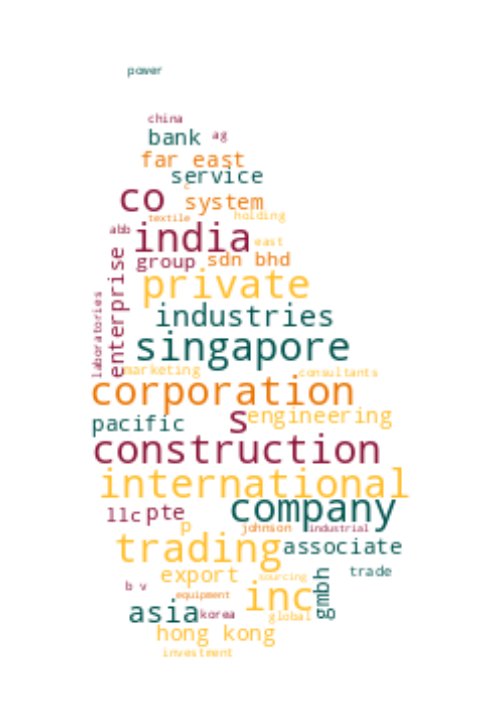 power
china
bank ag
far east
service
c
co system
textile holding
abb india east
enterprise group sdn bhd
private
laboratories
industries
singapore
marketing consultants
corporation
pacific s engineering
construction
international
company
llc pte
p johnson industrial
trading associate
export sourcing trade
gmbh
b v equipment inc
asia korea global
hong kong
investment